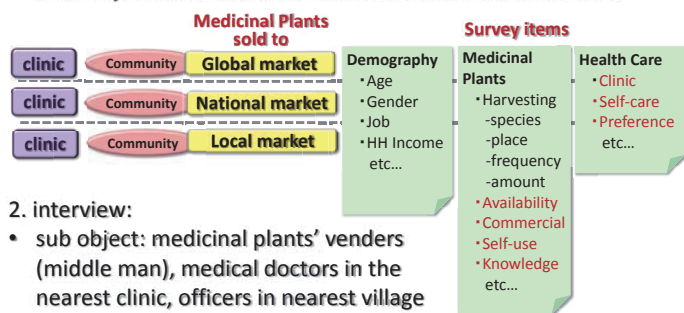 Medicinal Plants
sold to
Survey items
clinic
Community
Global market
clinic
Community
National market
clinic
Community
Local market
Demography
・Age
・Gender
・Job
・HH Income
etc…
Medicinal
Plants
・Harvesting
-species
-place
-frequency
-amount
・Availability
・Commercial
・Self-use
・Knowledge
etc…
Health Care
・Clinic
・Self-care
・Preference
etc…
2. interview:
• sub object: medicinal plants’ venders
(middle man), medical doctors in the
nearest clinic, officers in nearest village